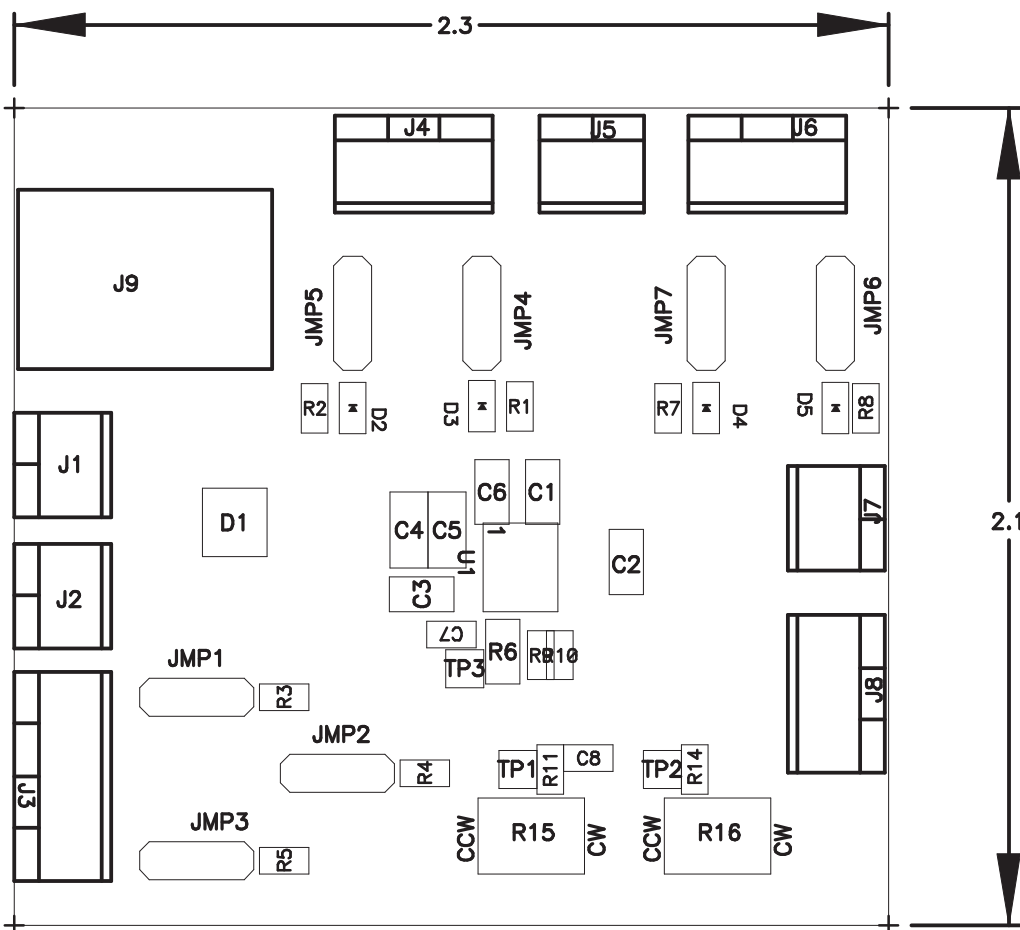 2.3
J4
J5
J6
J9
JMP5
JMP4
JMP7
JMP6
R2
D2
D3
R1
R7
D4
D5
R8
J1
C6
C1
J7
D1
C4
C5
1
U1
C2
2.1
J2
C3
C7
R6
R9
R10
TP3
JMP1
R3
J8
JMP2
R4
TP1
R11
C8
TP2
R14
J3
JMP3
CCW
R15
CW
CCW
R16
CW
R5